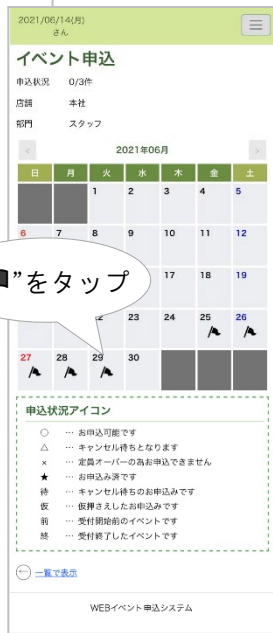 2021/06/14(月)
さん
イベント申込
申込状況 0/3件
店舗 本社
部門 スタッフ
< 2021年06月 >
日 月 火 水 木 金 土
1 2 3 4 5
6 7 8 9 10 11 12
”をタップ
17 18 19
22 23 24 25 26
27 28 29 30
申込状況アイコン
○ … お申込可能です
△ … キャンセル待ちとなります
× … 定員オーバーの為お申込できません
★ … お申込み済です
待 … キャンセル待ちのお申込みです
仮 … 仮押さえしたお申込みです
前 … 受付開始前のイベントです
終 … 受付終了したイベントです
一覧で表示
WEBイベント申込システム